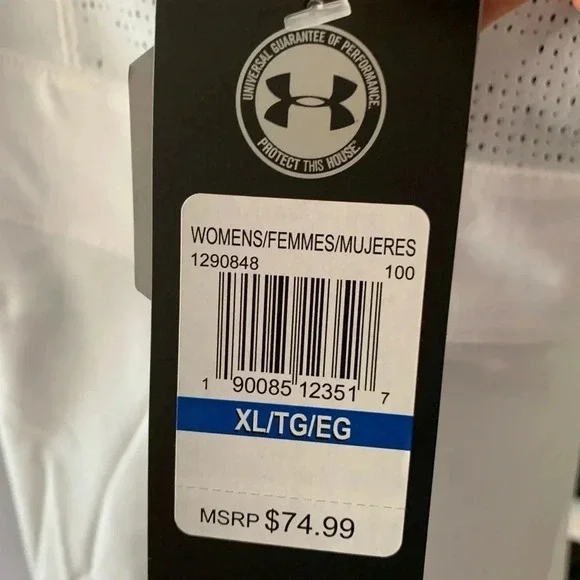 UNIVERSAL GUARANTEE OF PERFORMANCE.
PROTECT THIS HOUSE
WOMENS/FEMMES/MUJERES
1290848 100
1 90085 12351 7
XL/TG/EG
MSRP $74.99